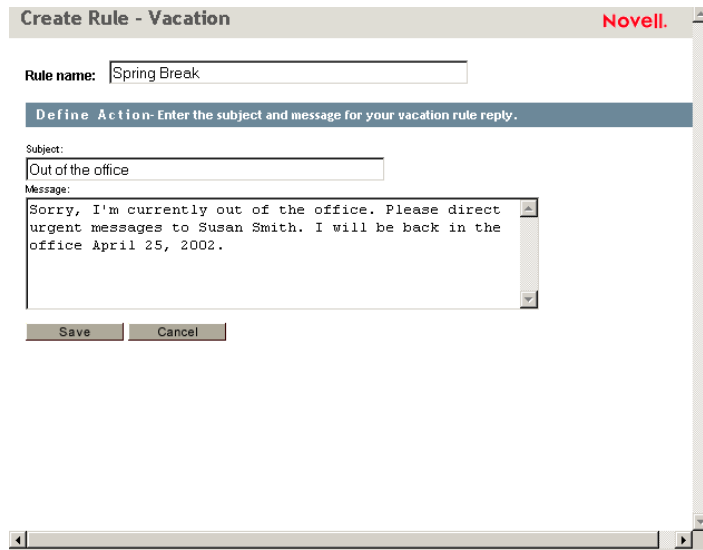 Create Rule - Vacation
Novell.
Rule name: Spring Break
Define Action- Enter the subject and message for your vacation rule reply.
Subject:
Out of the office
Message:
Sorry, I'm currently out of the office. Please direct
urgent messages to Susan Smith. I will be back in the
office April 25, 2002.
Save Cancel